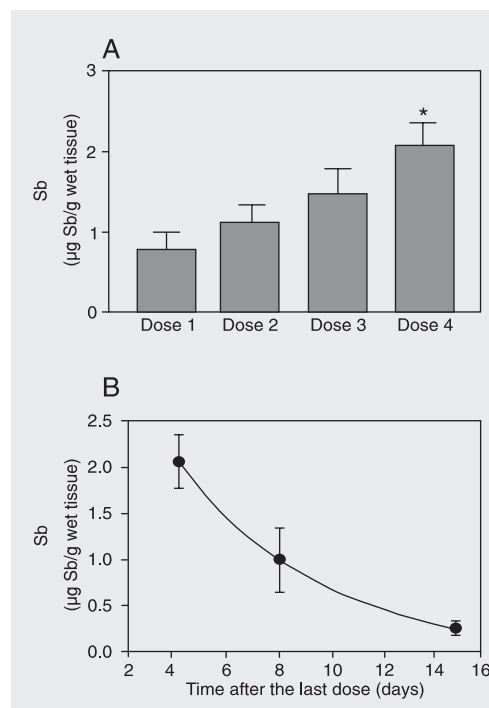 A
3
2
1
0
Sb
(µg Sb/g wet tissue)
*
Dose 1 Dose 2 Dose 3 Dose 4
B
2.5
2.0
1.5
1.0
0.5
0.0
Sb
(µg Sb/g wet tissue)
2 4 6 8 10 12 14 16
Time after the last dose (days)